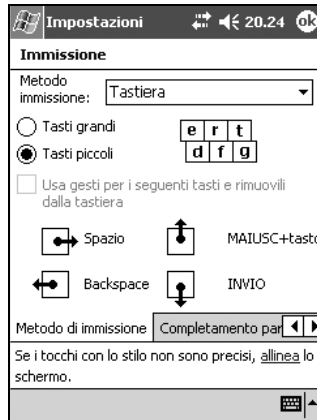 Impostazioni 20.24 ok
Immissione
Metodo
immissione: Tastiera
Tasti grandi
e r t
Tasti piccoli
d f g
Usa gesti per i seguenti tasti e rimuovili
dalla tastiera
Spazio MAIUSC+tasto
Backspace INVIO
Metodo di immissione Completamento par
Se i tocchi con lo stilo non sono precisi, allinea lo
schermo.